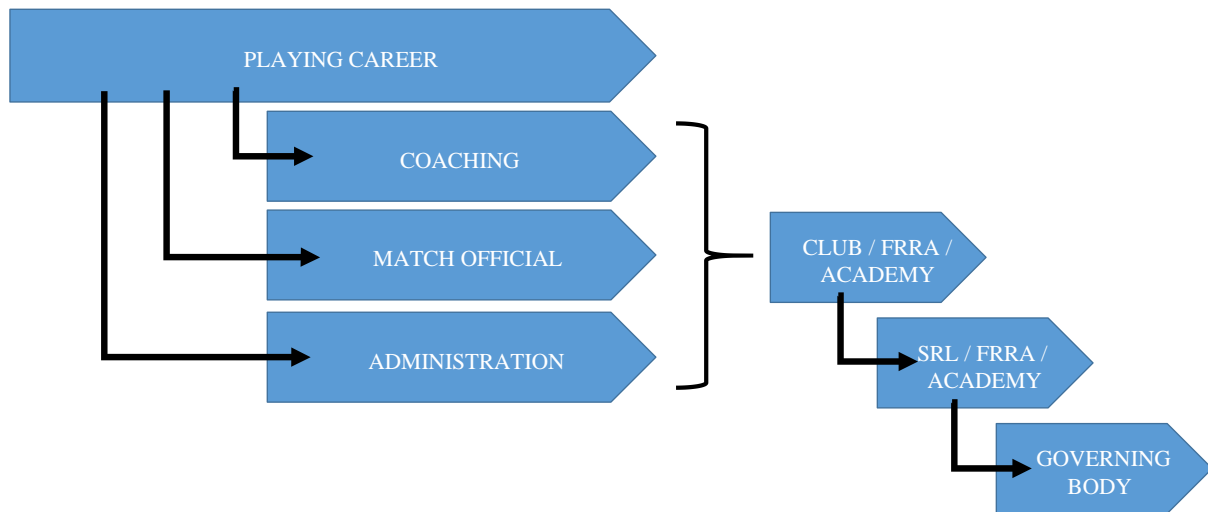 PLAYING CAREER
COACHING
MATCH OFFICIAL
ADMINISTRATION
CLUB / FRRA /
ACADEMY
SRL / FRRA /
ACADEMY
GOVERNING
BODY